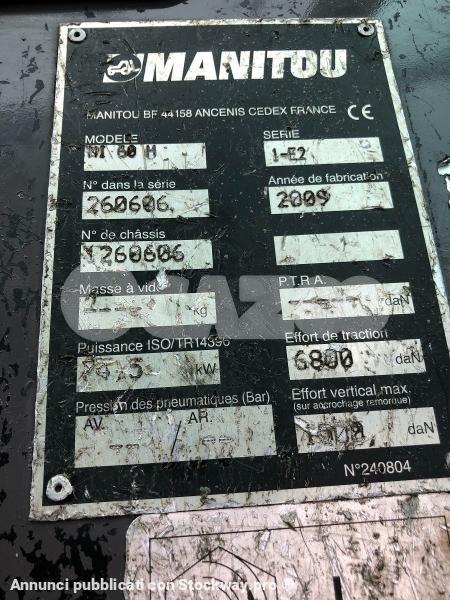 MANITOU
MANITOU BF 44158 ANCENIS CEDEX FRANCE CE
MODELE SERIE
60 H 1-E2
N° dans la série Année de fabrication
260606 2009
N° de châssis
1260606
Masse à vide P.T.R.A.
kg daN
Puissance ISO/TR14396 Effort de traction
kW 6800 daN
Pression des pneumatiques (Bar) Effort vertical max.
(sur accrochage remorque)
AV. AR.
-- / -- daN
N°240804
Annunci pubblicati con Stockway.pro